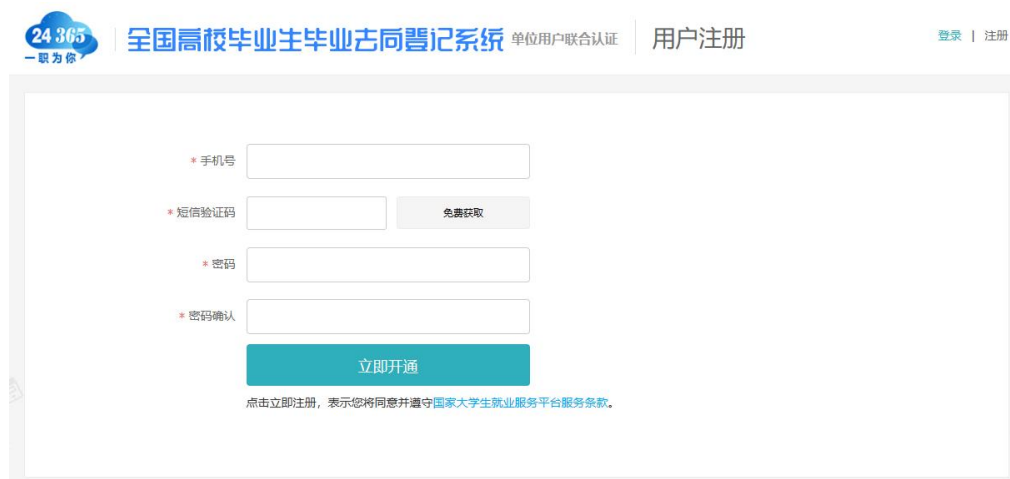 24 365
一职为你
全国高校毕业生毕业去向登记系统 单位用户联合认证 用户注册 登录 | 注册
* 手机号
* 短信验证码 免费获取
* 密码
* 密码确认
立即开通
点击立即注册，表示您将同意并遵守国家大学生就业服务平台服务条款。